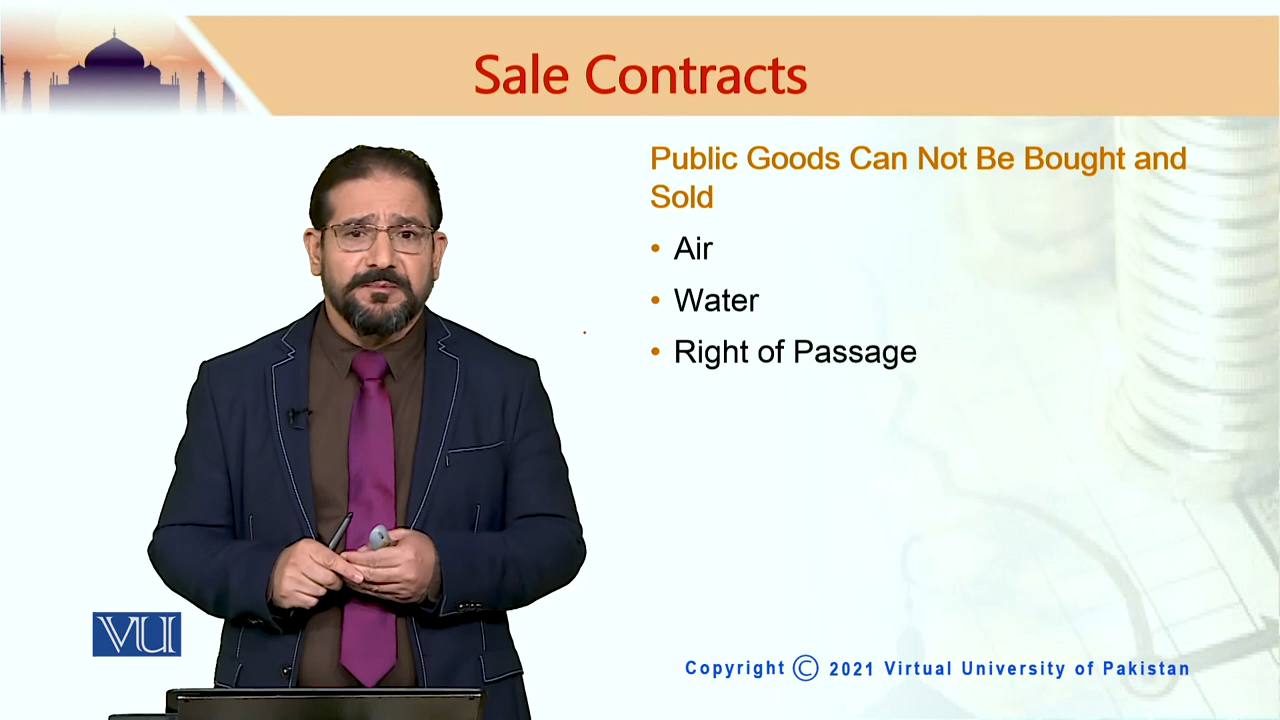 Sale Contracts
Public Goods Can Not Be Bought and
Sold
• Air
• Water
• Right of Passage
VU
Copyright © 2021 Virtual University of Pakistan